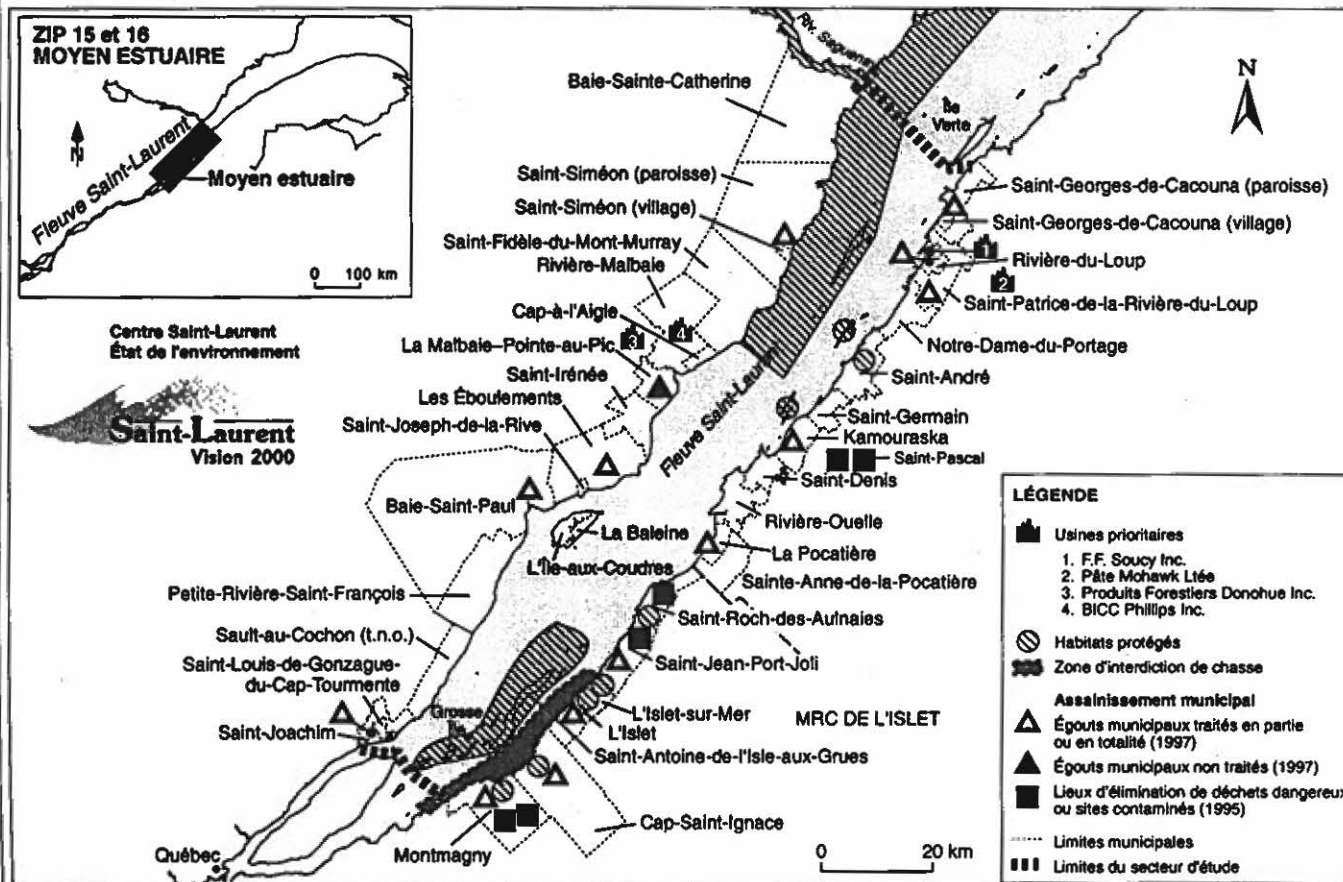 ZIP 15 et 16
MOYEN ESTUAIRE
N
Fleuve Saint-Laurent
Moyen estuaire
0 100 km
Centre Saint-Laurent
État de l'environnement
Saint-Laurent
Vision 2000
Riv. Saguenay
N
Île
Verte
Baie-Sainte-Catherine
Saint-Siméon (paroisse)
Saint-Siméon (village)
Saint-Fidèle-du-Mont-Murray
Rivière-Malbaie
Cap-à-l'Aigle
La Malbaie–Pointe-au-Pic
Saint-Irénée
Les Éboulements
Saint-Joseph-de-la-Rive
Baie-Saint-Paul
La Baleine
L'Île-aux-Coudres
Petite-Rivière-Saint-François
Sault-au-Cochon (t.n.o.)
Saint-Louis-de-Gonzague-
du-Cap-Tourmente
Saint-Joachim
Grosse
Île
Québec
Fleuve Saint-Laurent
Saint-Georges-de-Cacouna (paroisse)
Saint-Georges-de-Cacouna (village)
1
Rivière-du-Loup
2
Saint-Patrice-de-la-Rivière-du-Loup
Notre-Dame-du-Portage
Saint-André
3
4
Saint-Germain
Kamouraska
Saint-Pascal
Saint-Denis
Rivière-Ouelle
La Pocatière
Sainte-Anne-de-la-Pocatière
Saint-Roch-des-Aulnaies
Saint-Jean-Port-Joli
L'Islet-sur-Mer
MRC DE L'ISLET
L'Islet
Saint-Antoine-de-l'Isle-aux-Grues
Cap-Saint-Ignace
Montmagny
0 20 km
LÉGENDE
Usines prioritaires
1. F.F. Soucy Inc.
2. Pâte Mohawk Ltée
3. Produits Forestiers Donohue Inc.
4. BICC Phillips Inc.
Habitats protégés
Zone d'interdiction de chasse
Assainissement municipal
Égouts municipaux traités en partie
ou en totalité (1997)
Égouts municipaux non traités (1997)
Lieux d'élimination de déchets dangereux
ou sites contaminés (1995)
Limites municipales
Limites du secteur d'étude